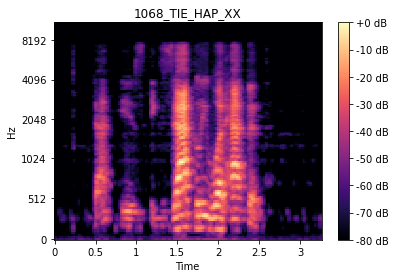 1068_TIE_HAP_XX
+0 dB
8192
-10 dB
4096
-20 dB
-30 dB
2048
Hz
-40 dB
1024
-50 dB
512
-60 dB
-70 dB
0
-80 dB
0 0.5 1 1.5 2 2.5 3
Time